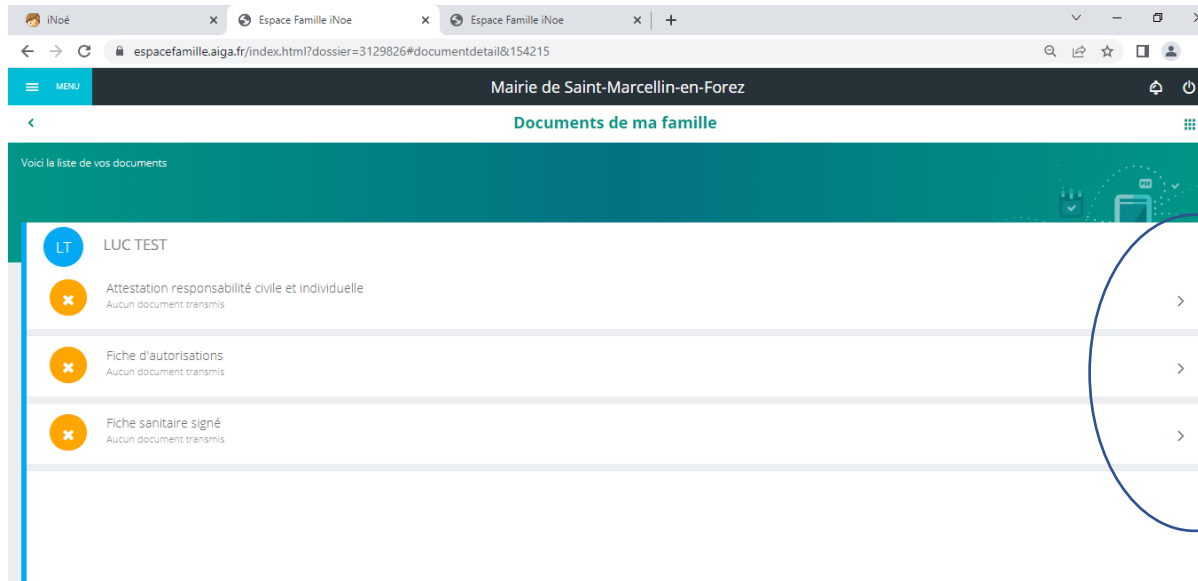 iNoé
Espace Famille iNoe
Espace Famille iNoe
espacefamille.aiga.fr/index.html?dossier=3129826#documentdetail&154215
MENU
Mairie de Saint-Marcellin-en-Forez
Documents de ma famille
Voici la liste de vos documents
PDF
LT
LUC TEST
Attestation responsabilité civile et individuelle
Aucun document transmis
Fiche d'autorisations
Aucun document transmis
Fiche sanitaire signé
Aucun document transmis